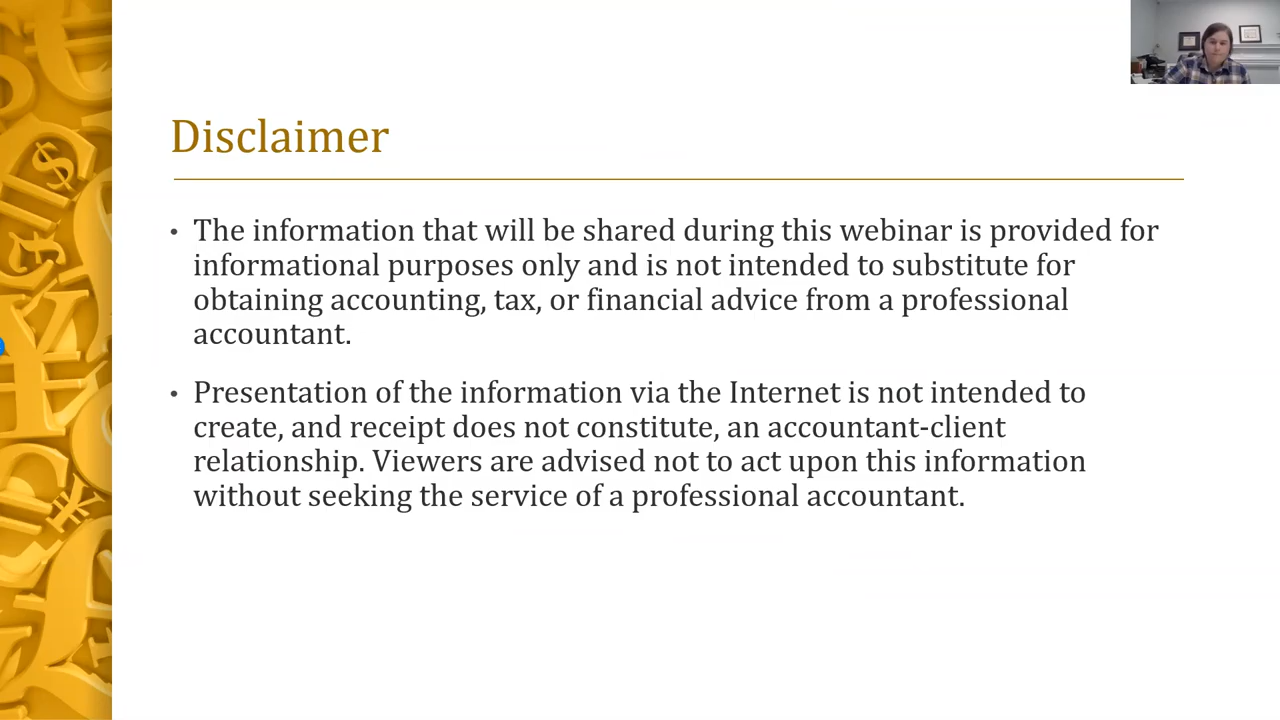 Disclaimer
• The information that will be shared during this webinar is provided for
informational purposes only and is not intended to substitute for
obtaining accounting, tax, or financial advice from a professional
accountant.
• Presentation of the information via the Internet is not intended to
create, and receipt does not constitute, an accountant-client
relationship. Viewers are advised not to act upon this information
without seeking the service of a professional accountant.